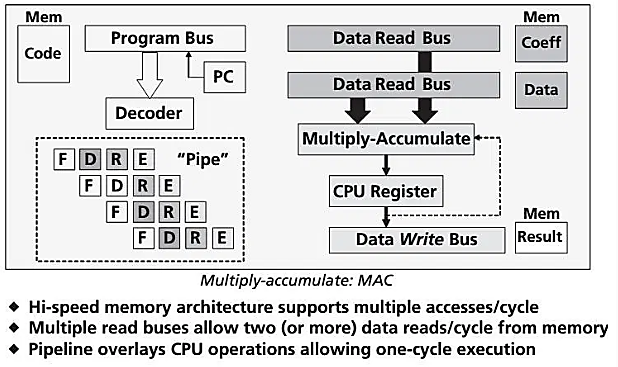 Mem
Code
Program Bus
PC
Decoder
F D R E "Pipe"
F D R E
F D R E
F D R E
Data Read Bus
Mem
Coeff
Data Read Bus
Data
Multiply-Accumulate
CPU Register
Data Write Bus
Mem
Result
Multiply-accumulate: MAC
◆ Hi-speed memory architecture supports multiple accesses/cycle
◆ Multiple read buses allow two (or more) data reads/cycle from memory
◆ Pipeline overlays CPU operations allowing one-cycle execution